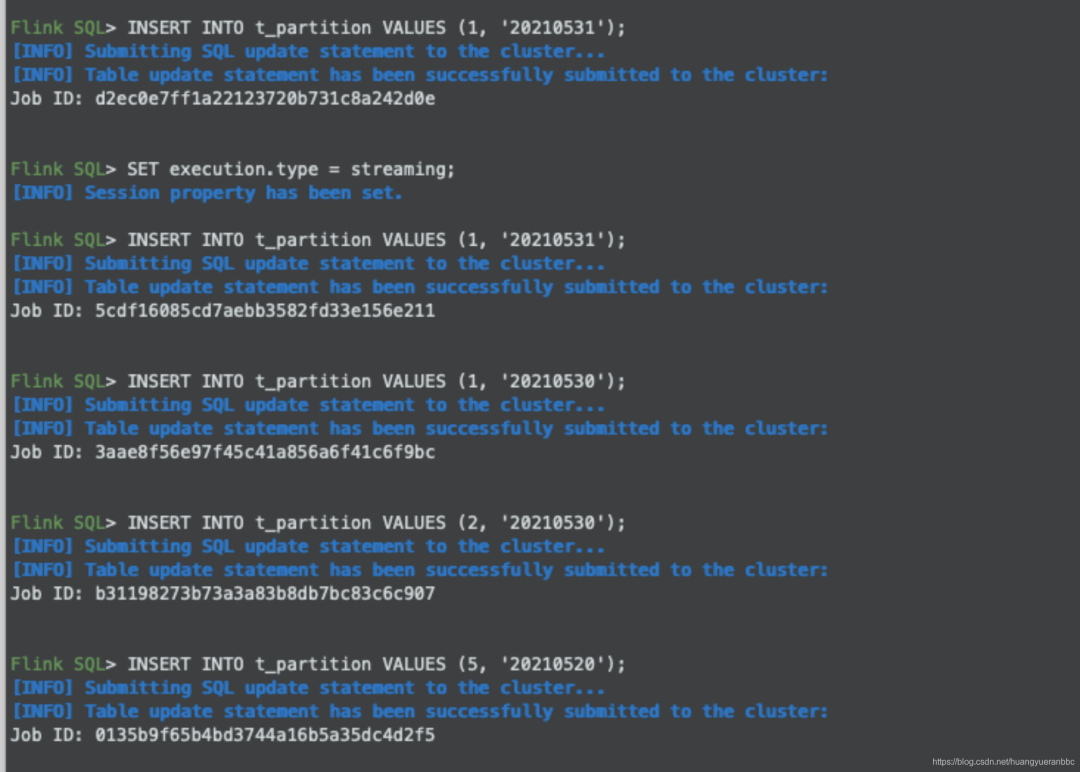 Flink SQL> INSERT INTO t_partition VALUES (1, '20210531');
[INFO] Submitting SQL update statement to the cluster...
[INFO] Table update statement has been successfully submitted to the cluster:
Job ID: d2ec0e7ff1a22123720b731c8a242d0e
Flink SQL> SET execution.type = streaming;
[INFO] Session property has been set.
Flink SQL> INSERT INTO t_partition VALUES (1, '20210531');
[INFO] Submitting SQL update statement to the cluster...
[INFO] Table update statement has been successfully submitted to the cluster:
Job ID: 5cdf16085cd7aebb3582fd33e156e211
Flink SQL> INSERT INTO t_partition VALUES (1, '20210530');
[INFO] Submitting SQL update statement to the cluster...
[INFO] Table update statement has been successfully submitted to the cluster:
Job ID: 3aae8f56e97f45c41a856a6f41c6f9bc
Flink SQL> INSERT INTO t_partition VALUES (2, '20210530');
[INFO] Submitting SQL update statement to the cluster...
[INFO] Table update statement has been successfully submitted to the cluster:
Job ID: b31198273b73a3a83b8db7bc83c6c907
Flink SQL> INSERT INTO t_partition VALUES (5, '20210520');
[INFO] Submitting SQL update statement to the cluster...
[INFO] Table update statement has been successfully submitted to the cluster:
Job ID: 0135b9f65b4bd3744a16b5a35dc4d2f5
https://blog.csdn.net/huangyueranbbc